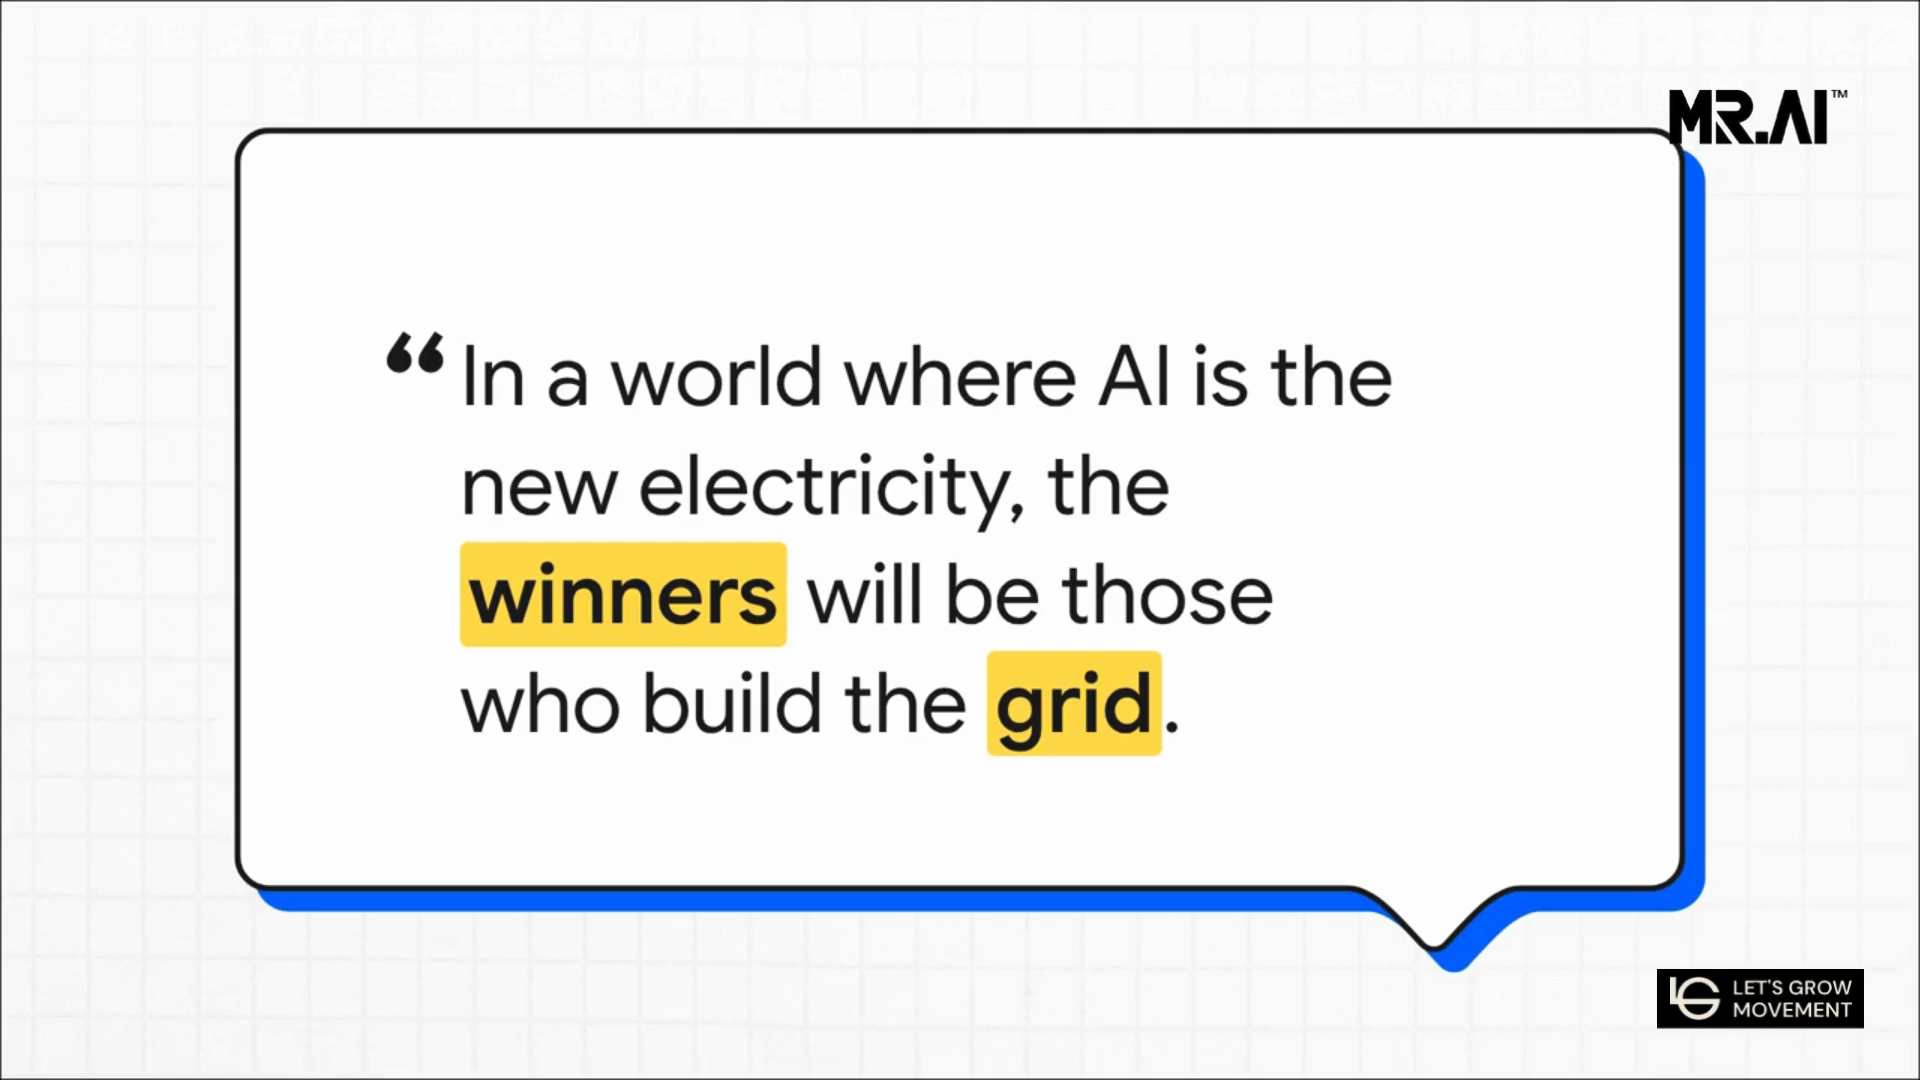 MR.AI™
“In a world where AI is the
new electricity, the
winners will be those
who build the grid.
LG LET'S GROW
MOVEMENT